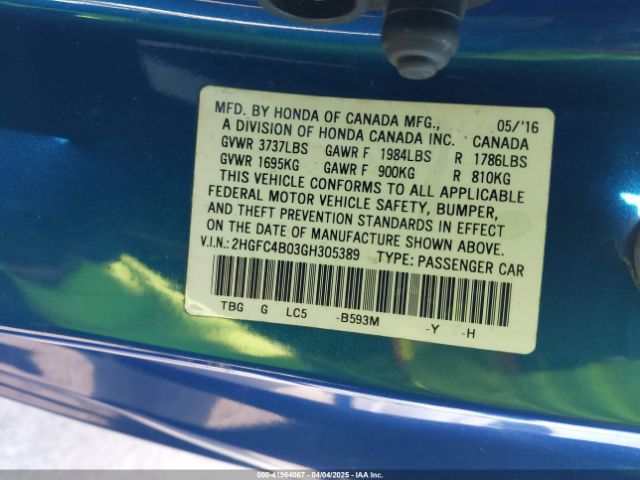 MFD. BY HONDA OF CANADA MFG., 05/'16
A DIVISION OF HONDA CANADA INC. CANADA
GVWR 3737LBS GAWR F 1984LBS R 1786LBS
GVWR 1695KG GAWR F 900KG R 810KG
THIS VEHICLE CONFORMS TO ALL APPLICABLE
FEDERAL MOTOR VEHICLE SAFETY, BUMPER,
AND THEFT PREVENTION STANDARDS IN EFFECT
ON THE DATE OF MANUFACTURE SHOWN ABOVE.
V.I.N.: 2HGFC4B03GH305389 TYPE: PASSENGER CAR
TBG G LC5 -B593M -Y -H
000-41964067 - 04/04/2025 - IAA Inc.